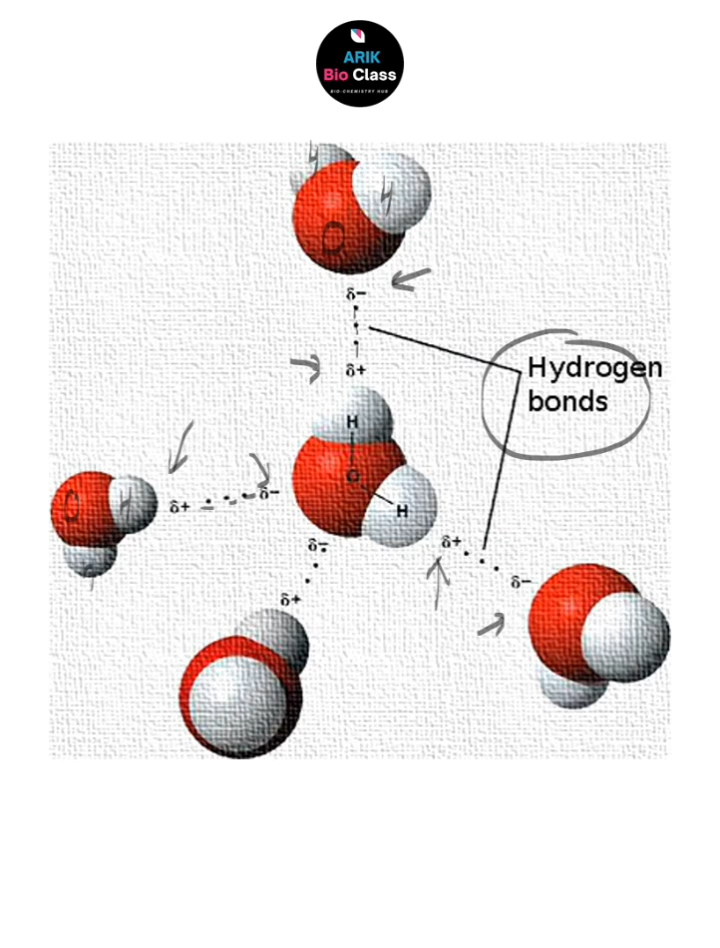 ARIK
Bio Class
BIO-CHEMISTRY HUB
H
H
O
δ−
δ+
Hydrogen
bonds
H
O
H
O
H
δ+
δ−
δ+
δ−
δ−
δ+